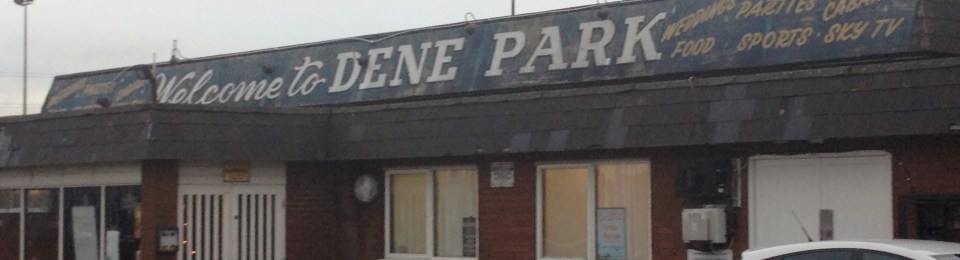 Welcome to DENE PARK
WEDDINGS PARTIES CABARET
FOOD · SPORTS · SKY TV